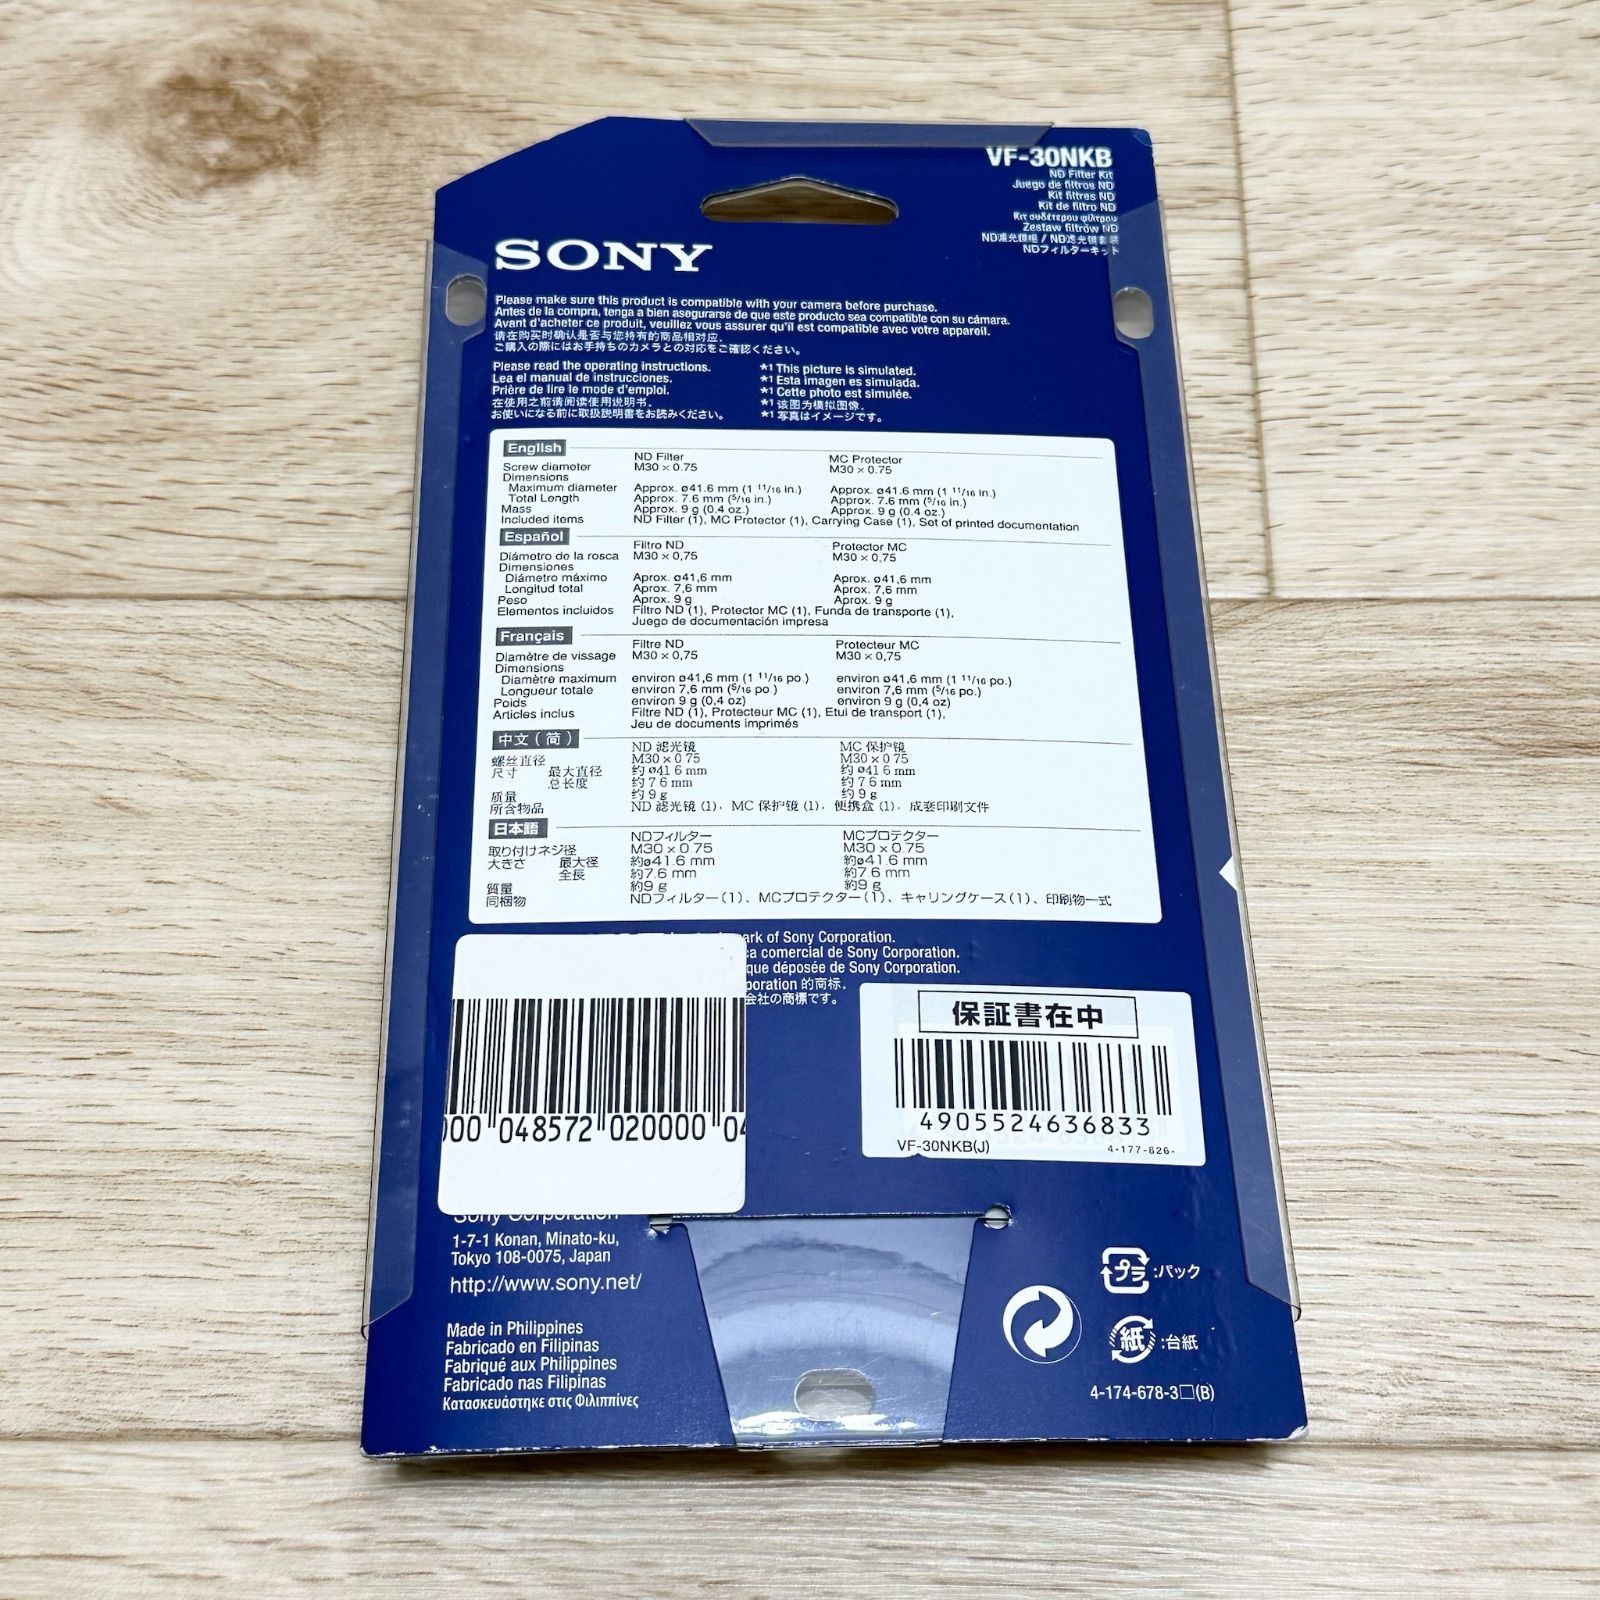 VF-30NKB
ND Filter Kit
Juego de filtros ND
Kit filtres ND
Kit de filtro ND
Κιτ ουδέτερου φίλτρου
Zestaw filtrów ND
ND滤光镜套装
NDフィルターキット
SONY
Please make sure this product is compatible with your camera before purchase.
Antes de la compra, tenga a bien asegurarse de que este producto sea compatible con su cámara.
Avant d'acheter ce produit, veuillez vous assurer qu'il est compatible avec votre appareil.
请在购买时确认是否与您持有的商品相对应.
ご購入の際にはお手持ちのカメラとの対応をご確認ください。
Please read the operating instructions.
Lea el manual de instrucciones.
Prière de lire le mode d'emploi.
在使用之前请阅读使用说明书.
お使いになる前に取扱説明書をお読みください。
*1 This picture is simulated.
*1 Esta imagen es simulada.
*1 Cette photo est simulée.
*1 该图为模拟图像.
*1 写真はイメージです。
English
ND Filter MC Protector
Screw diameter M30 × 0.75 M30 × 0.75
Dimensions
Maximum diameter Approx. ø41.6 mm (1 11/16 in.) Approx. ø41.6 mm (1 11/16 in.)
Total Length Approx. 7.6 mm (5/16 in.) Approx. 7.6 mm (5/16 in.)
Mass Approx. 9 g (0.4 oz.) Approx. 9 g (0.4 oz.)
Included items ND Filter (1), MC Protector (1), Carrying Case (1), Set of printed documentation
Español
Filtro ND Protector MC
Diámetro de la rosca M30 × 0,75 M30 × 0,75
Dimensiones
Diámetro máximo Aprox. ø41,6 mm Aprox. ø41,6 mm
Longitud total Aprox. 7,6 mm Aprox. 7,6 mm
Peso Aprox. 9 g Aprox. 9 g
Elementos incluidos Filtro ND (1), Protector MC (1), Funda de transporte (1),
Juego de documentación impresa
Français
Filtre ND Protecteur MC
Diamètre de vissage M30 × 0,75 M30 × 0,75
Dimensions
Diamètre maximum environ ø41,6 mm (1 11/16 po.) environ ø41,6 mm (1 11/16 po.)
Longueur totale environ 7,6 mm (5/16 po.) environ 7,6 mm (5/16 po.)
Poids environ 9 g (0,4 oz) environ 9 g (0,4 oz)
Articles inclus Filtre ND (1), Protecteur MC (1), Etui de transport (1),
Jeu de documents imprimés
中文(简)
ND 滤光镜 MC 保护镜
螺丝直径 M30 × 0 75 M30 × 0 75
尺寸 最大直径 约 ø41 6 mm 约 ø41 6 mm
总长度 约 7 6 mm 约 7 6 mm
质量 约 9 g 约 9 g
所含物品 ND 滤光镜 (1), MC 保护镜 (1), 便携盒 (1), 成套印刷文件
日本語
NDフィルター MCプロテクター
取り付けネジ径 M30 × 0 75 M30 × 0.75
大きさ 最大径 約ø41.6 mm 約ø41.6 mm
全長 約7.6 mm 約7.6 mm
質量 約9 g 約9 g
同梱物 NDフィルター(1)、MCプロテクター(1)、キャリングケース(1)、印刷物一式
ark of Sony Corporation.
ca comercial de Sony Corporation.
que déposée de Sony Corporation.
poration 的商标.
会社の商標です。
00 048572 020000 04
保証書在中
4905524636833
VF-30NKB(J) 4-177-826-
Sony Corporation
1-7-1 Konan, Minato-ku,
Tokyo 108-0075, Japan
http://www.sony.net/
Made in Philippines
Fabricado en Filipinas
Fabriqué aux Philippines
Fabricado nas Filipinas
Κατασκευάστηκε στις Φιλιππίνες
プラ:パック
紙:台紙
4-174-678-3□(B)